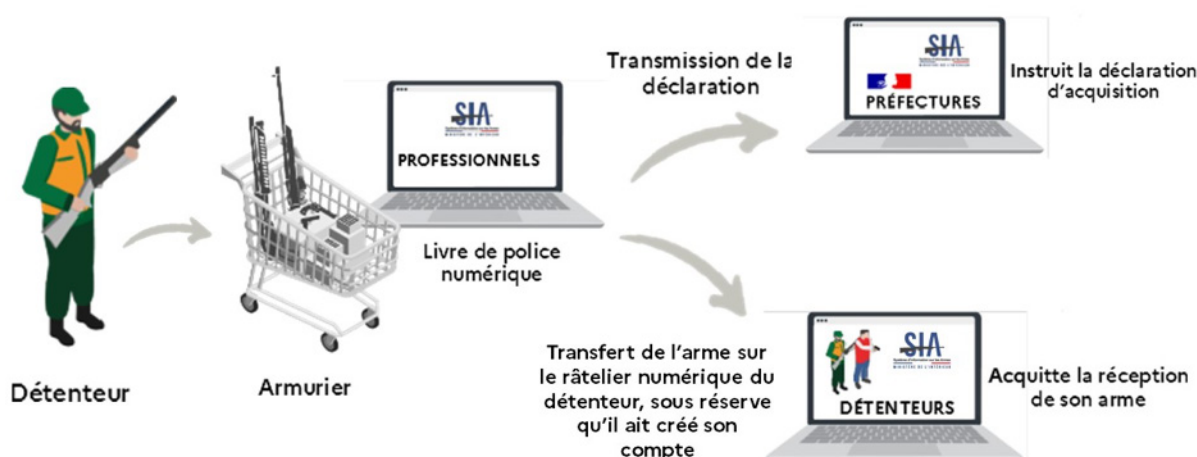 Détenteur
Armurier
SIA
PROFESSIONNELS
Livre de police
numérique
Transmission de la
déclaration
SIA
PRÉFECTURES
Instruit la déclaration
d'acquisition
Transfert de l'arme sur
le râtelier numérique du
détenteur, sous réserve
qu'il ait créé son
compte
SIA
DÉTENTEURS
Acquitte la réception
de son arme